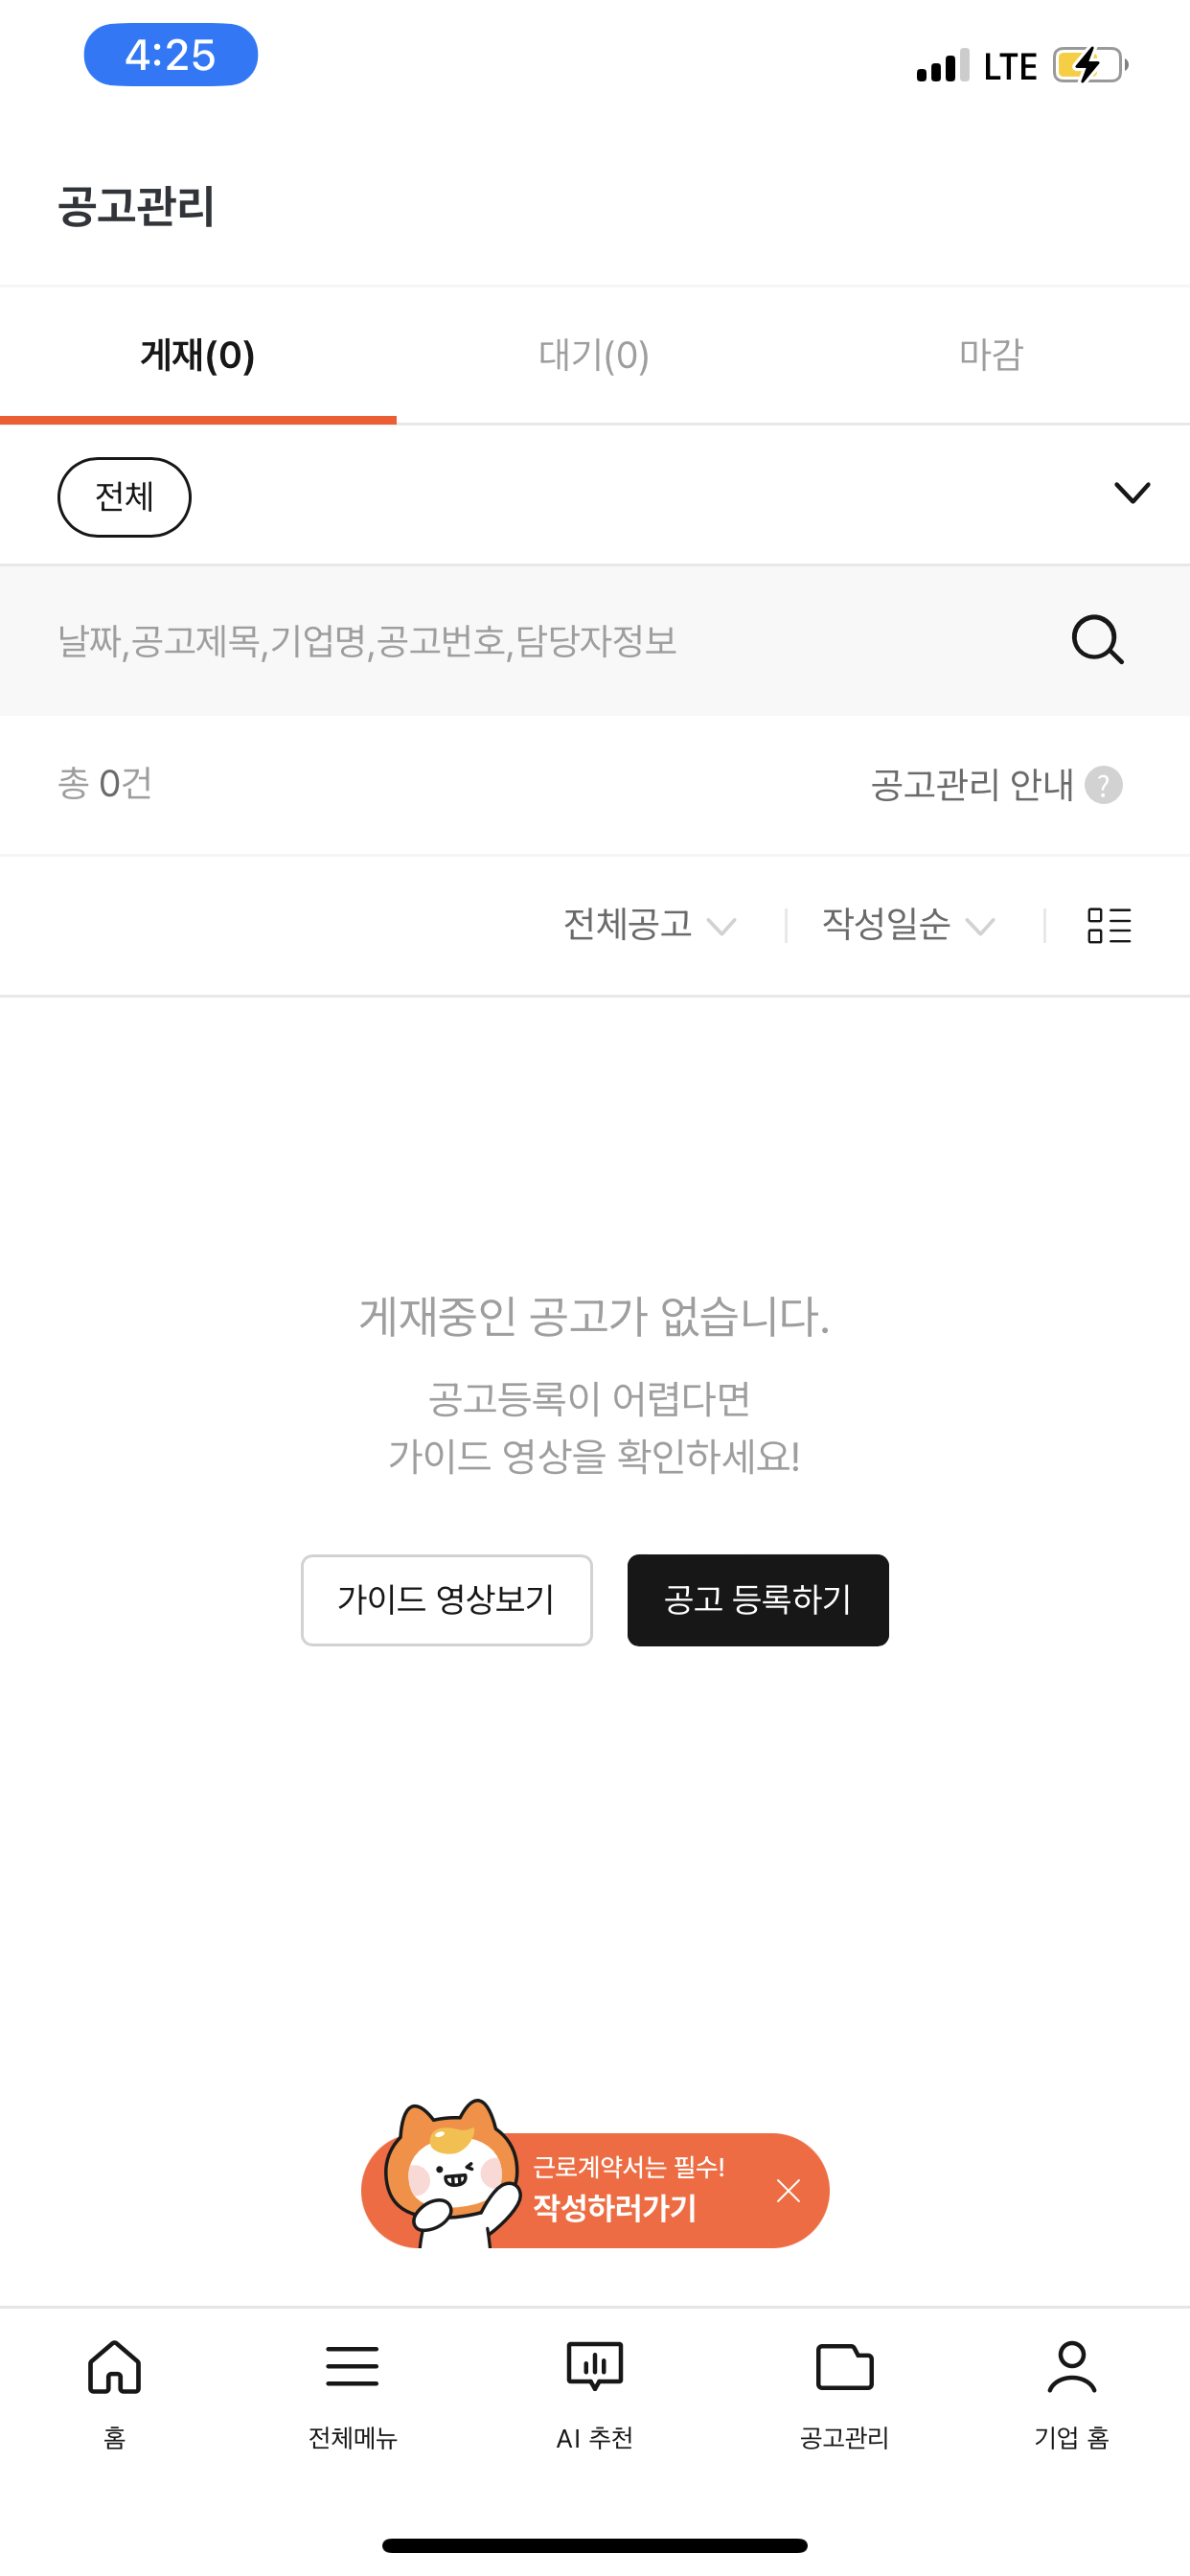 4:25
LTE
공고관리
게재(0)
대기(0)
마감
전체
날짜,공고제목,기업명,공고번호,담당자정보
총 0건
공고관리 안내 ?
전체공고
작성일순
게재중인 공고가 없습니다.
공고등록이 어렵다면
가이드 영상을 확인하세요!
가이드 영상보기
공고 등록하기
근로계약서는 필수!
작성하러가기
홈
전체메뉴
AI 추천
공고관리
기업 홈